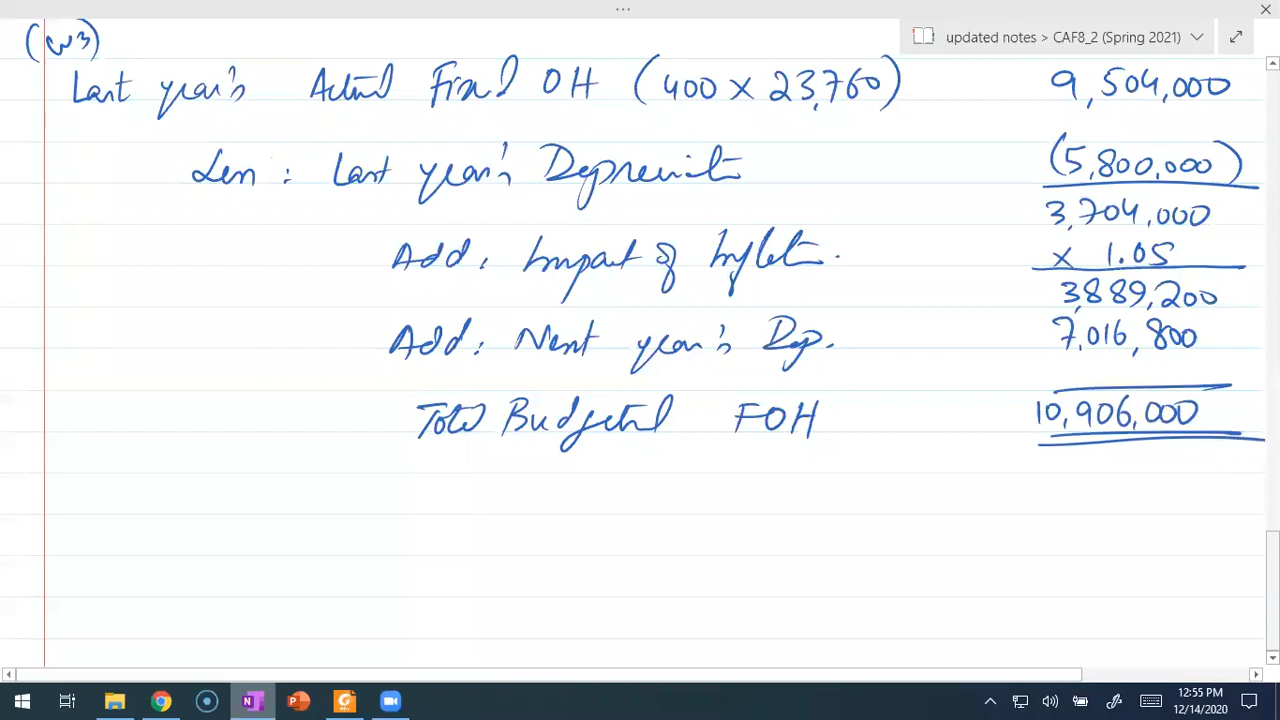 (W3)
updated notes > CAF8_2 (Spring 2021)
Last year's Actual Fixed OH (400 x 23,760) 9,504,000
Less : Last year's Depreciation (5,800,000)
3,704,000
Add: Impact of Inflation. x 1.05
3,889,200
Add: Next year's Dep. 7,016,800
Total Budgeted FOH 10,906,000
12:55 PM
12/14/2020